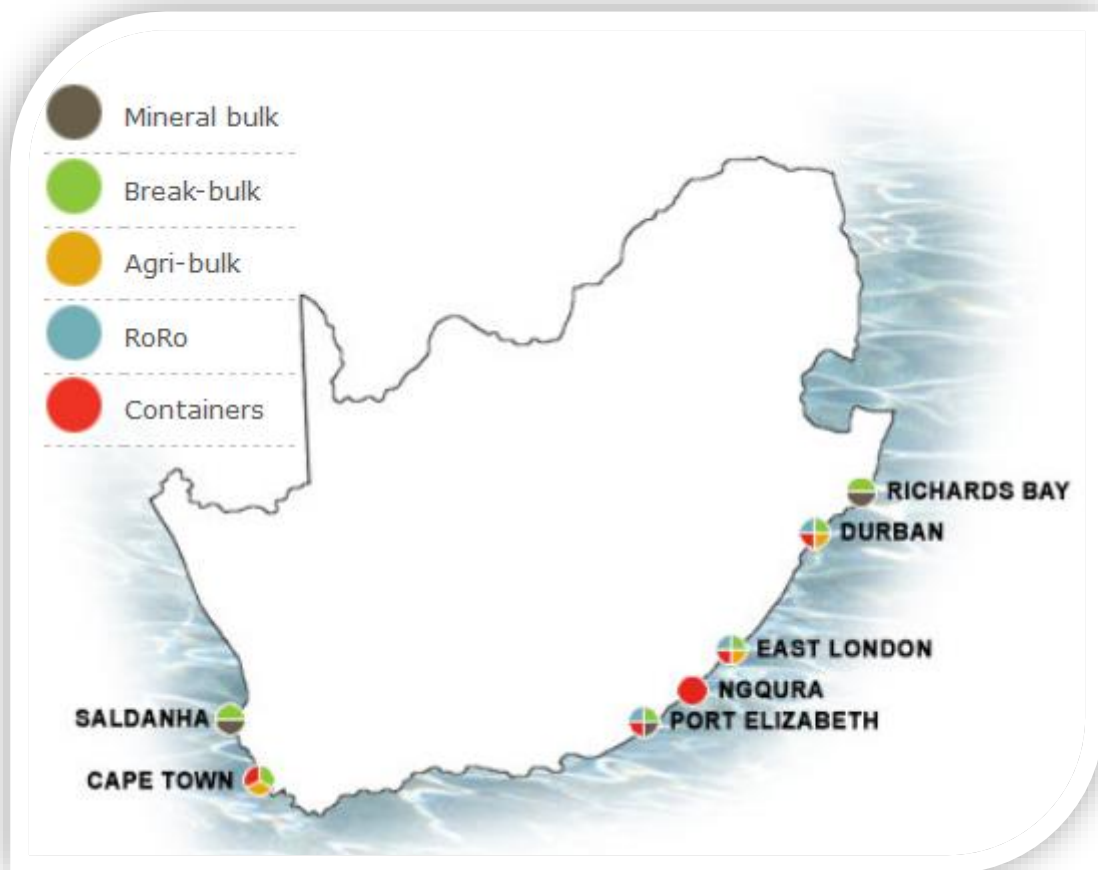 Mineral bulk
Break-bulk
Agri-bulk
RoRo
Containers
RICHARDS BAY
DURBAN
EAST LONDON
NGQURA
PORT ELIZABETH
SALDANHA
CAPE TOWN